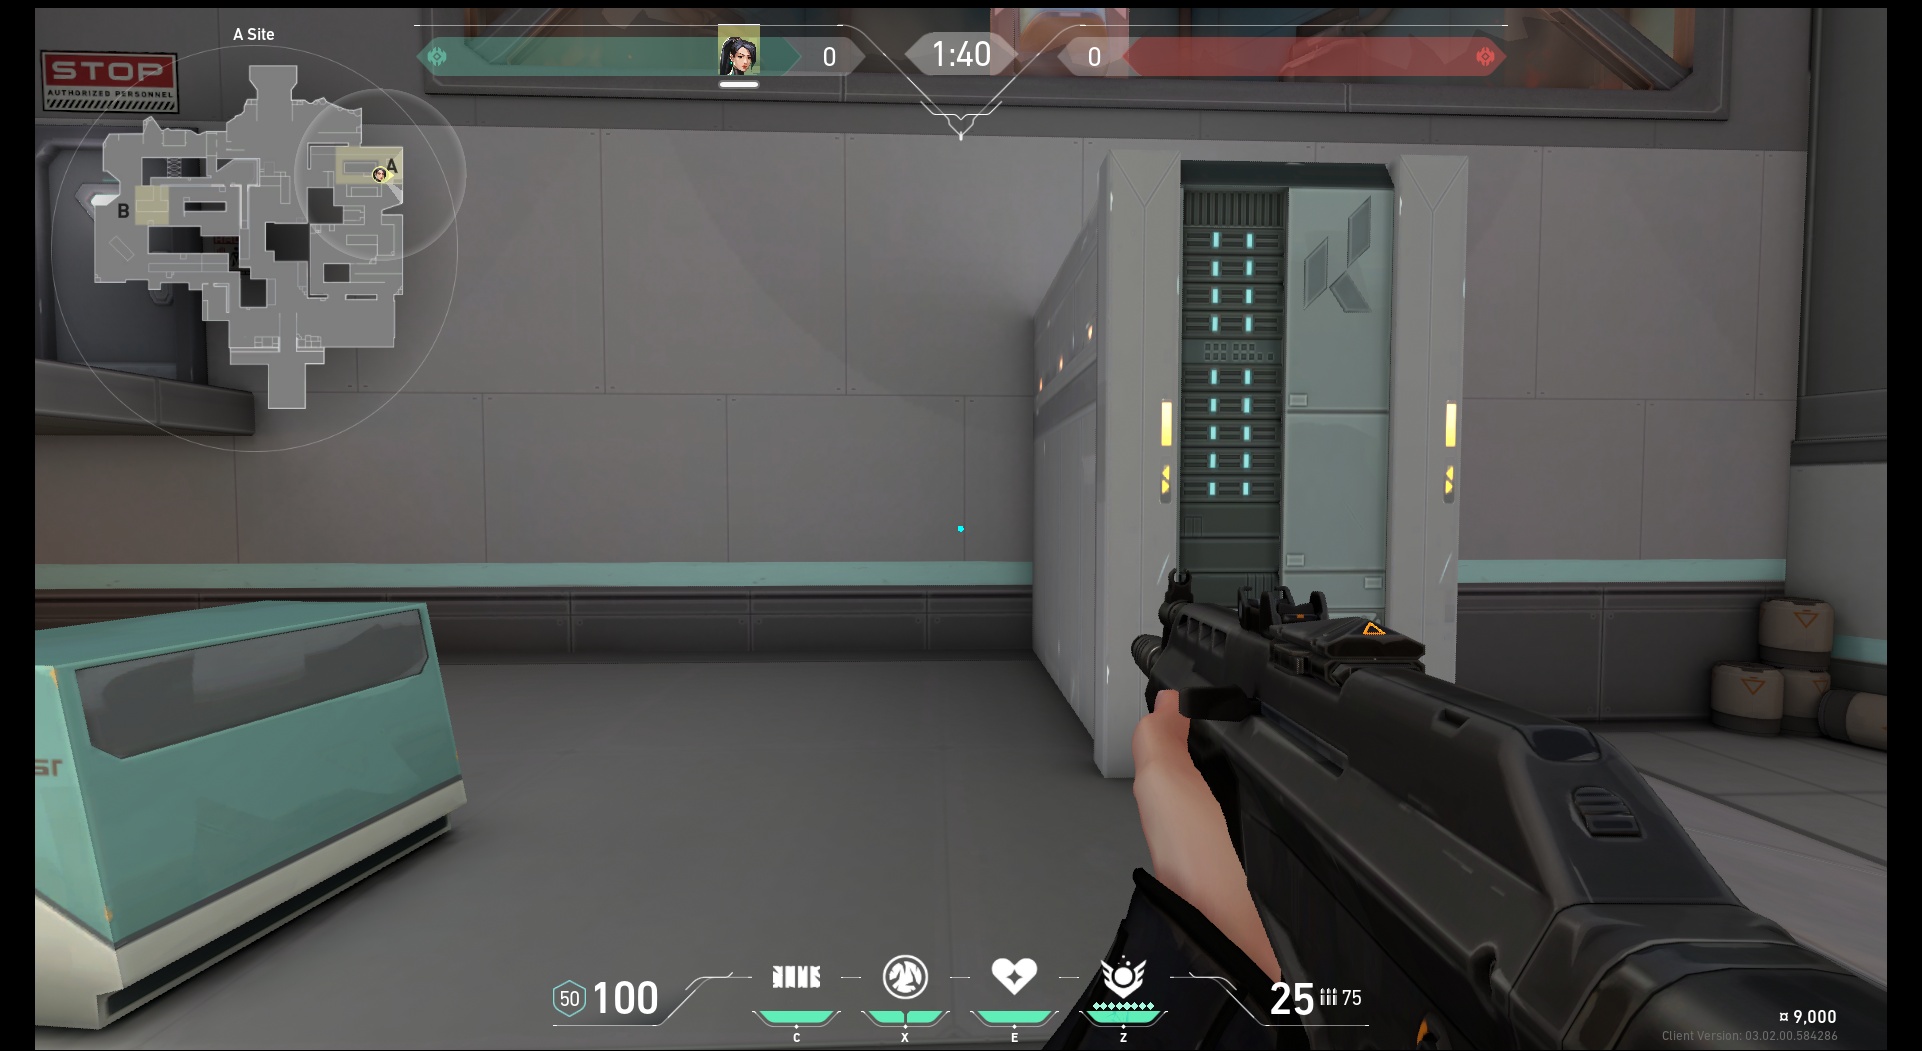 A Site
STOP
AUTHORIZED PERSONNEL
0
1:40
0
A
B
50
100
25
75
C
X
E
Z
¤ 9,000
Client Version: 03.02.00.584286